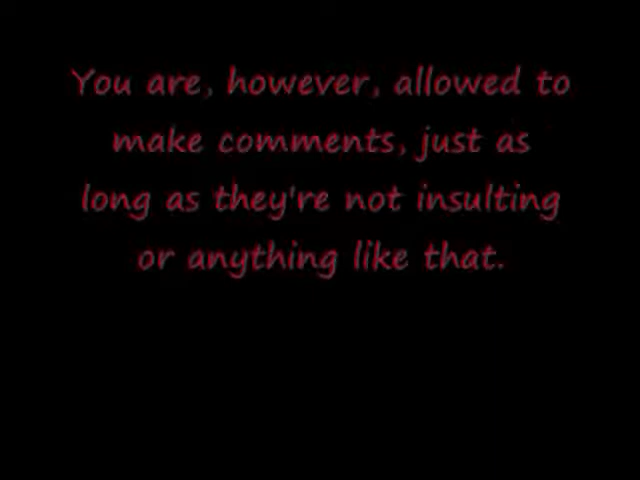 You are, however, allowed to
make comments, just as
long as they're not insulting
or anything like that.